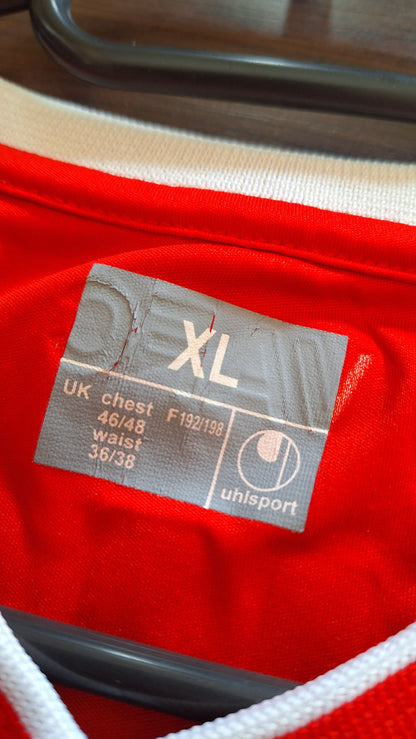 XL
UK chest F192/198
46/48
waist
36/38
uhlsport